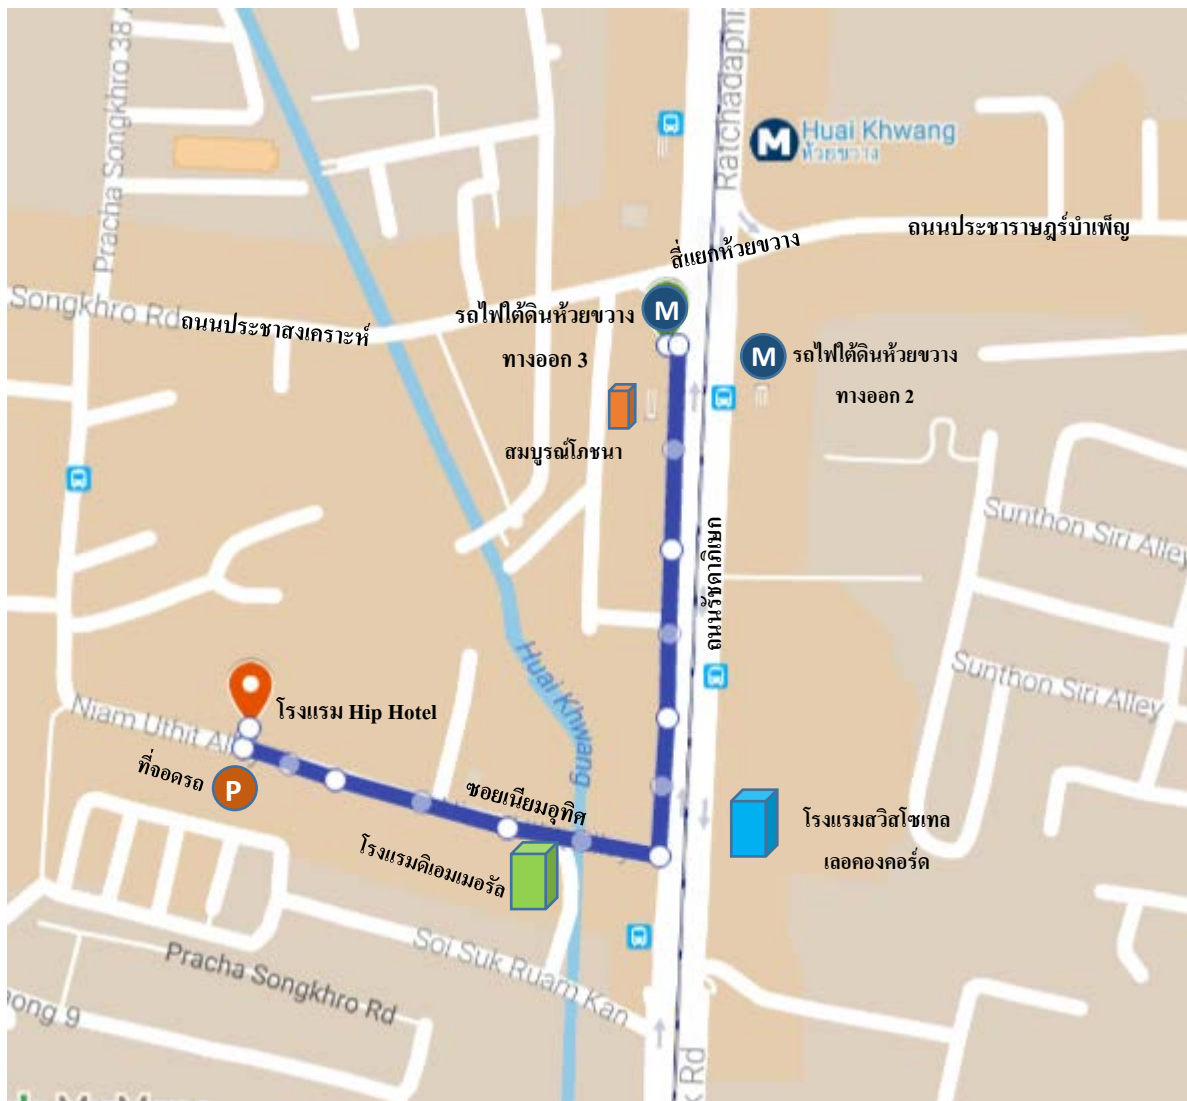 Pracha Songkhro 38
Ratchadaphi
M
Huai Khwang
ห้วยขวาง
ถนนประชาราษฎร์บำเพ็ญ
สี่แยกห้วยขวาง
Songkhro Rd
ถนนประชาสงเคราะห์
รถไฟใต้ดินห้วยขวาง
ทางออก 3
M
M
รถไฟใต้ดินห้วยขวาง
ทางออก 2
สมบูรณ์โภชนา
Sunthon Siri Alley
ถนนรัชดาภิเษก
Huai Khwang
Sunthon Siri Alley
Niam Uthit Al
โรงแรม Hip Hotel
ที่จอดรถ
P
ซอยเนียมอุทิศ
โรงแรมดิเอมเมอรัล
โรงแรมสวิสโซเทล
เลอคองคอร์ด
Soi Suk Ruam Kan
Pracha Songkhro Rd
ong 9
k Rd